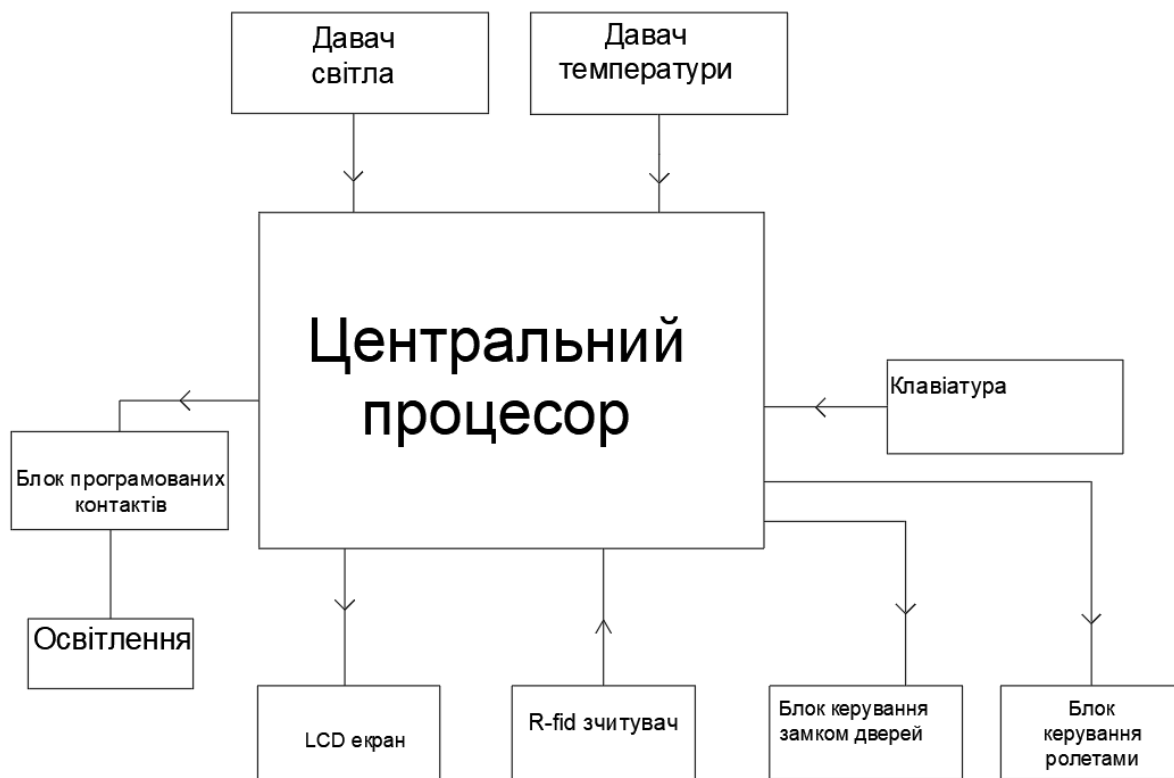 Давач
світла
Давач
температури
Центральний
процесор
Клавіатура
Блок програмованих
контактів
Освітлення
LCD екран
R-fid зчитувач
Блок керування
замком дверей
Блок
керування
ролетами